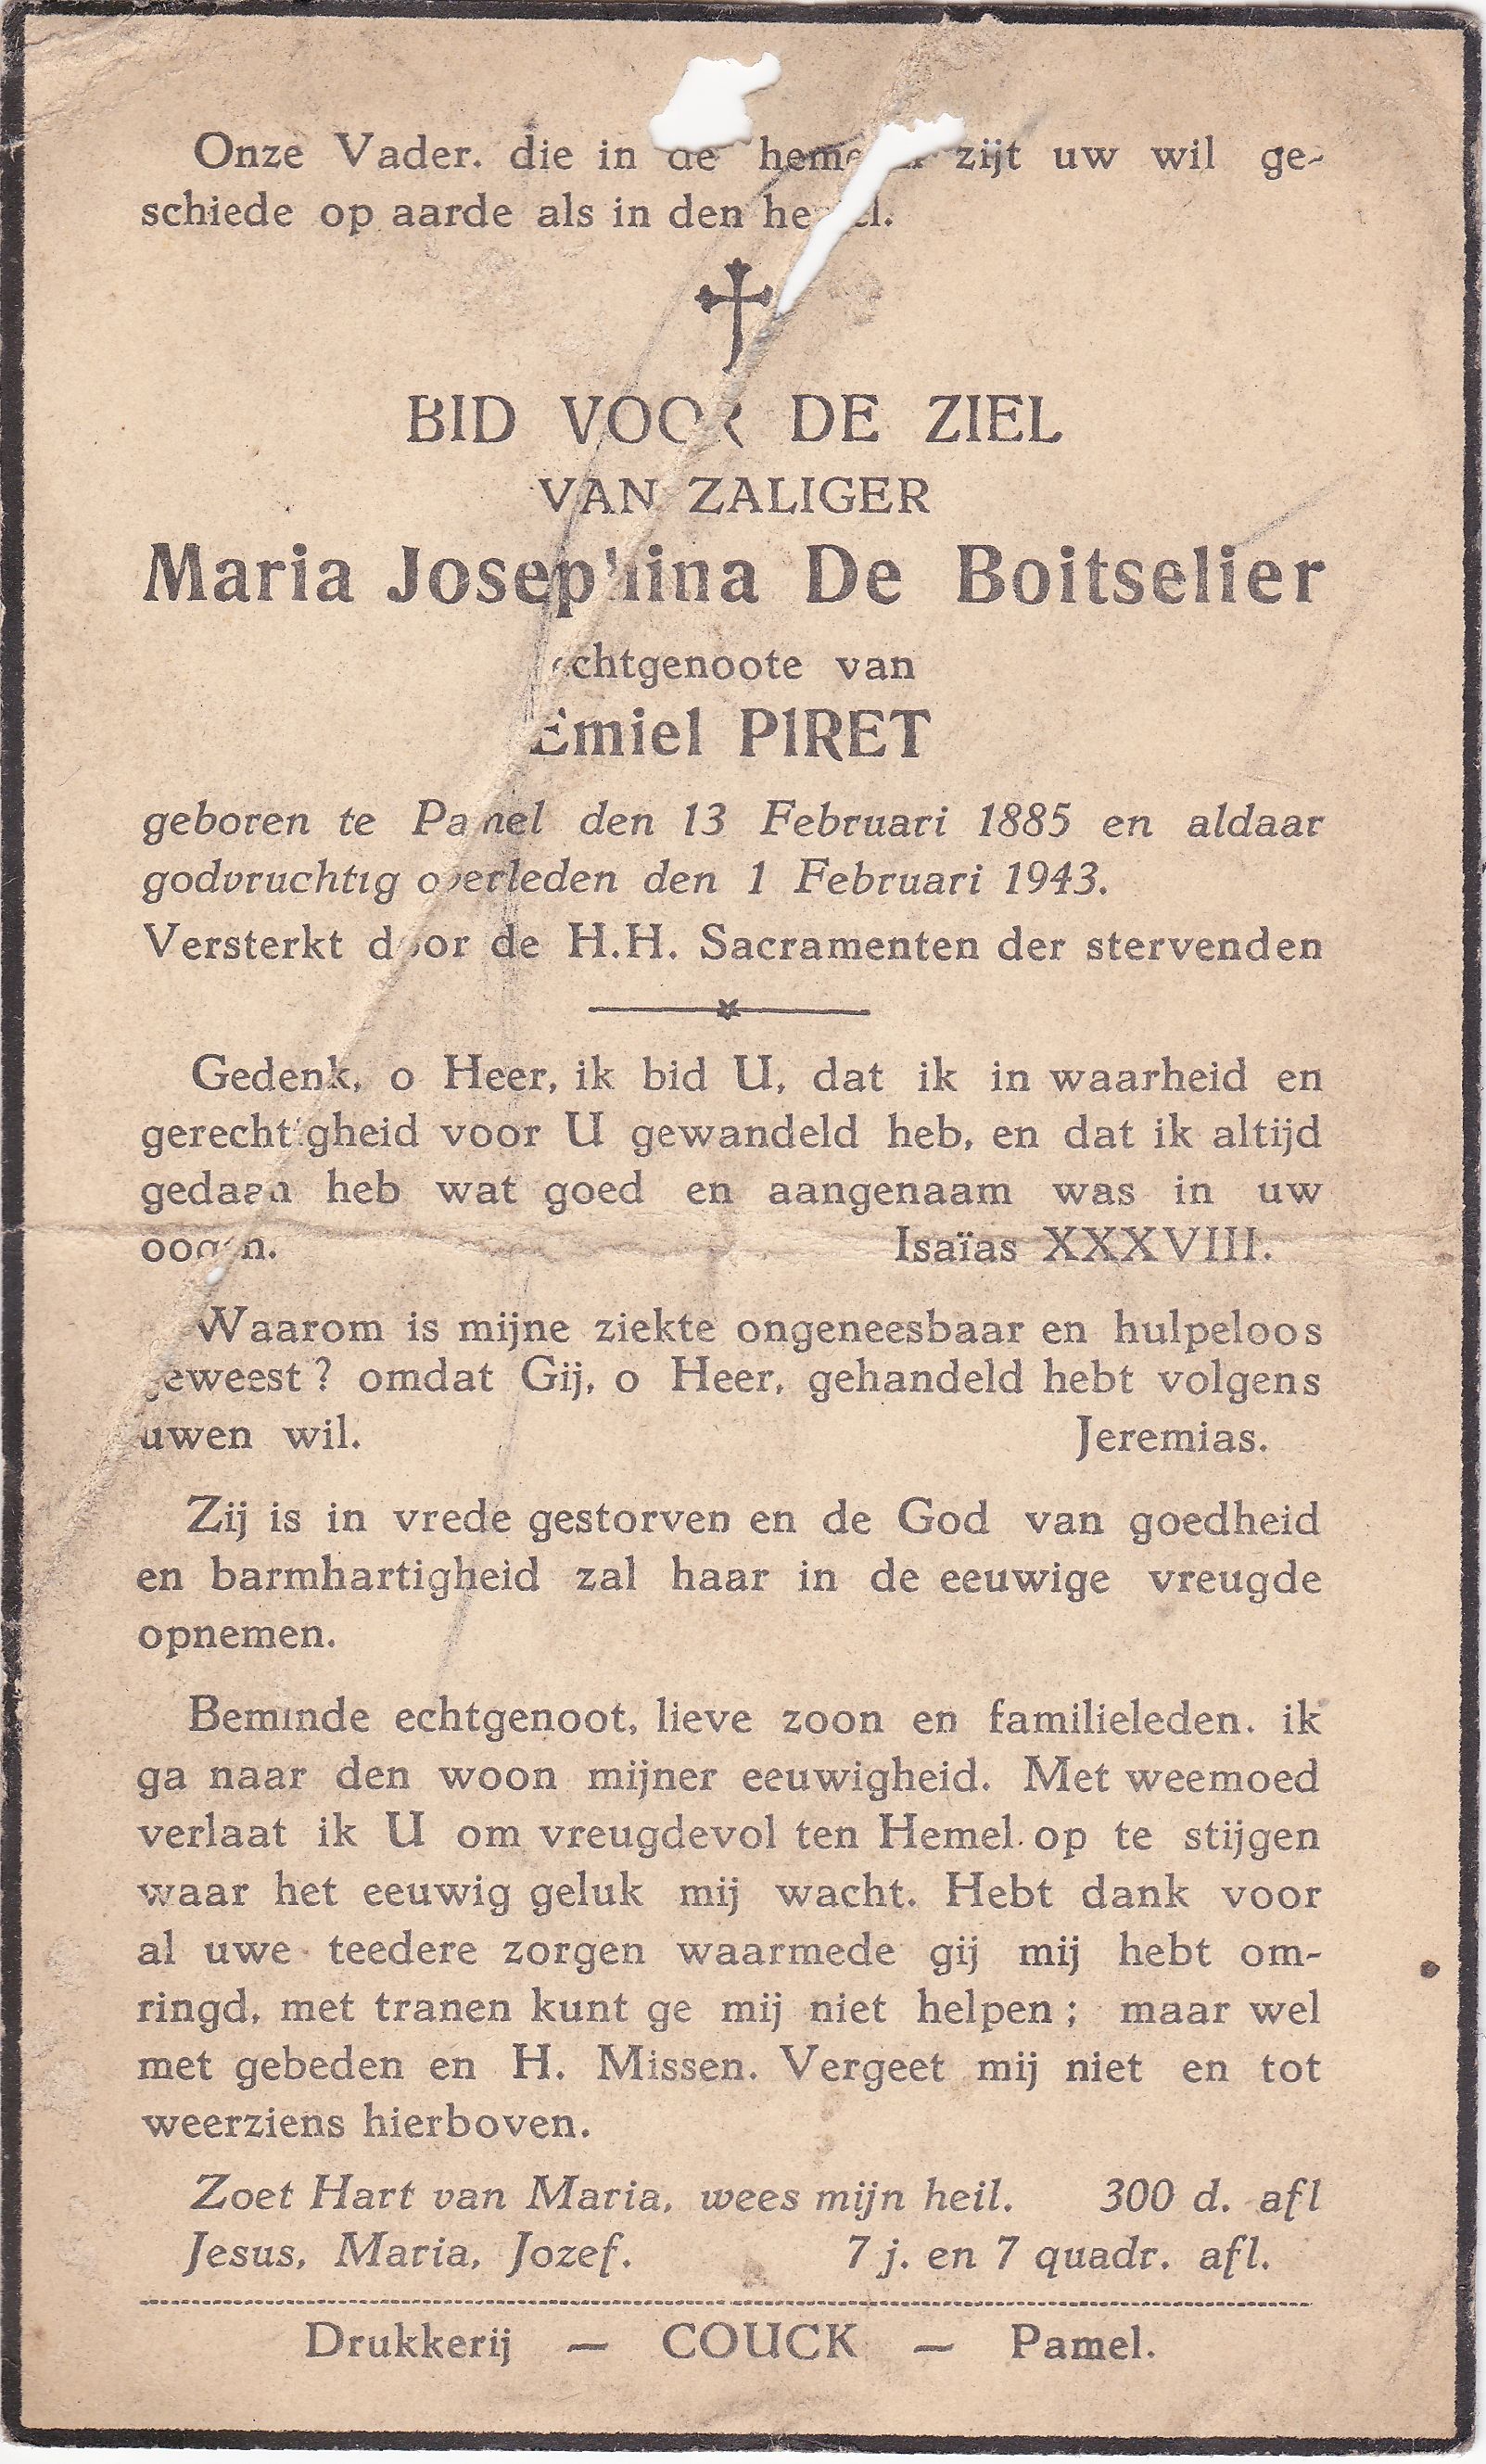 Onze Vader. die in de hemelen zijt uw wil ge-
schiede op aarde als in den hemel.
BID VOOR DE ZIEL
VAN ZALIGER
Maria Josephina De Boitselier
echtgenoote van
Emiel PIRET
geboren te Pamel den 13 Februari 1885 en aldaar
godvruchtig overleden den 1 Februari 1943.
Versterkt door de H.H. Sacramenten der stervenden
Gedenk, o Heer, ik bid U, dat ik in waarheid en
gerechtigheid voor U gewandeld heb, en dat ik altijd
gedaan heb wat goed en aangenaam was in uw
oogen. Isaïas XXXVIII.
Waarom is mijne ziekte ongeneesbaar en hulpeloos
geweest ? omdat Gij, o Heer, gehandeld hebt volgens
uwen wil. Jeremias.
Zij is in vrede gestorven en de God van goedheid
en barmhartigheid zal haar in de eeuwige vreugde
opnemen.
Beminde echtgenoot, lieve zoon en familieleden. ik
ga naar den woon mijner eeuwigheid. Met weemoed
verlaat ik U om vreugdevol ten Hemel op te stijgen
waar het eeuwig geluk mij wacht. Hebt dank voor
al uwe teedere zorgen waarmede gij mij hebt om-
ringd, met tranen kunt ge mij niet helpen ; maar wel
met gebeden en H. Missen. Vergeet mij niet en tot
weerziens hierboven.
Zoet Hart van Maria, wees mijn heil. 300 d. afl
Jesus, Maria, Jozef. 7 j. en 7 quadr. afl.
Drukkerij — COUCK — Pamel.